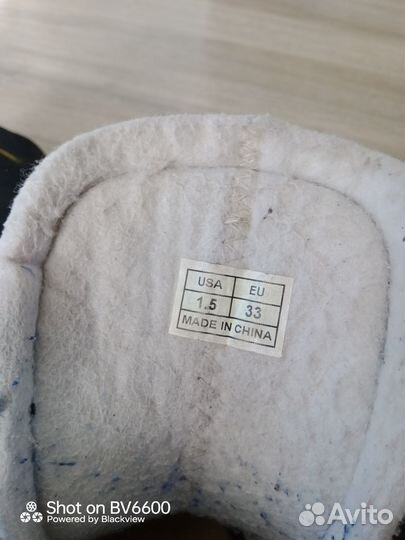 USA EU
1.5 33
MADE IN CHINA
Shot on BV6600
Powered by Blackview
Avito